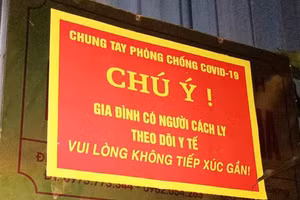 CHUNG TAY PHÒNG CHỐNG COVID-19
CHÚ Ý !
GIA ĐÌNH CÓ NGƯỜI CÁCH LY
THEO DÕI Y TẾ
VUI LÒNG KHÔNG TIẾP XÚC GẦN!